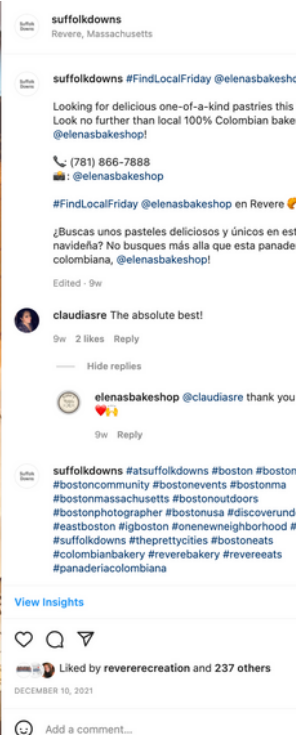 suffolkdowns
Revere, Massachusetts
suffolkdowns #FindLocalFriday @elenasbakesho
Looking for delicious one-of-a-kind pastries this
Look no further than local 100% Colombian bake
@elenasbakeshop!
(781) 866-7888
: @elenasbakeshop
#FindLocalFriday @elenasbakeshop en Revere
¿Buscas unos pasteles deliciosos y únicos en est
navideña? No busques más alla que esta panade
colombiana, @elenasbakeshop!
Edited · 9w
claudiasre The absolute best!
9w 2 likes Reply
Hide replies
elenasbakeshop @claudiasre thank you
9w Reply
suffolkdowns #atsuffolkdowns #boston #boston
#bostoncommunity #bostonevents #bostonma
#bostonmassachusetts #bostonoutdoors
#bostonphotographer #bostonusa #discoverund
#eastboston #igboston #onenewneighborhood #
#suffolkdowns #theprettycities #bostoneats
#colombianbakery #reverebakery #revereeats
#panaderiacolombiana
View Insights
Liked by revererecreation and 237 others
DECEMBER 10, 2021
Add a comment...